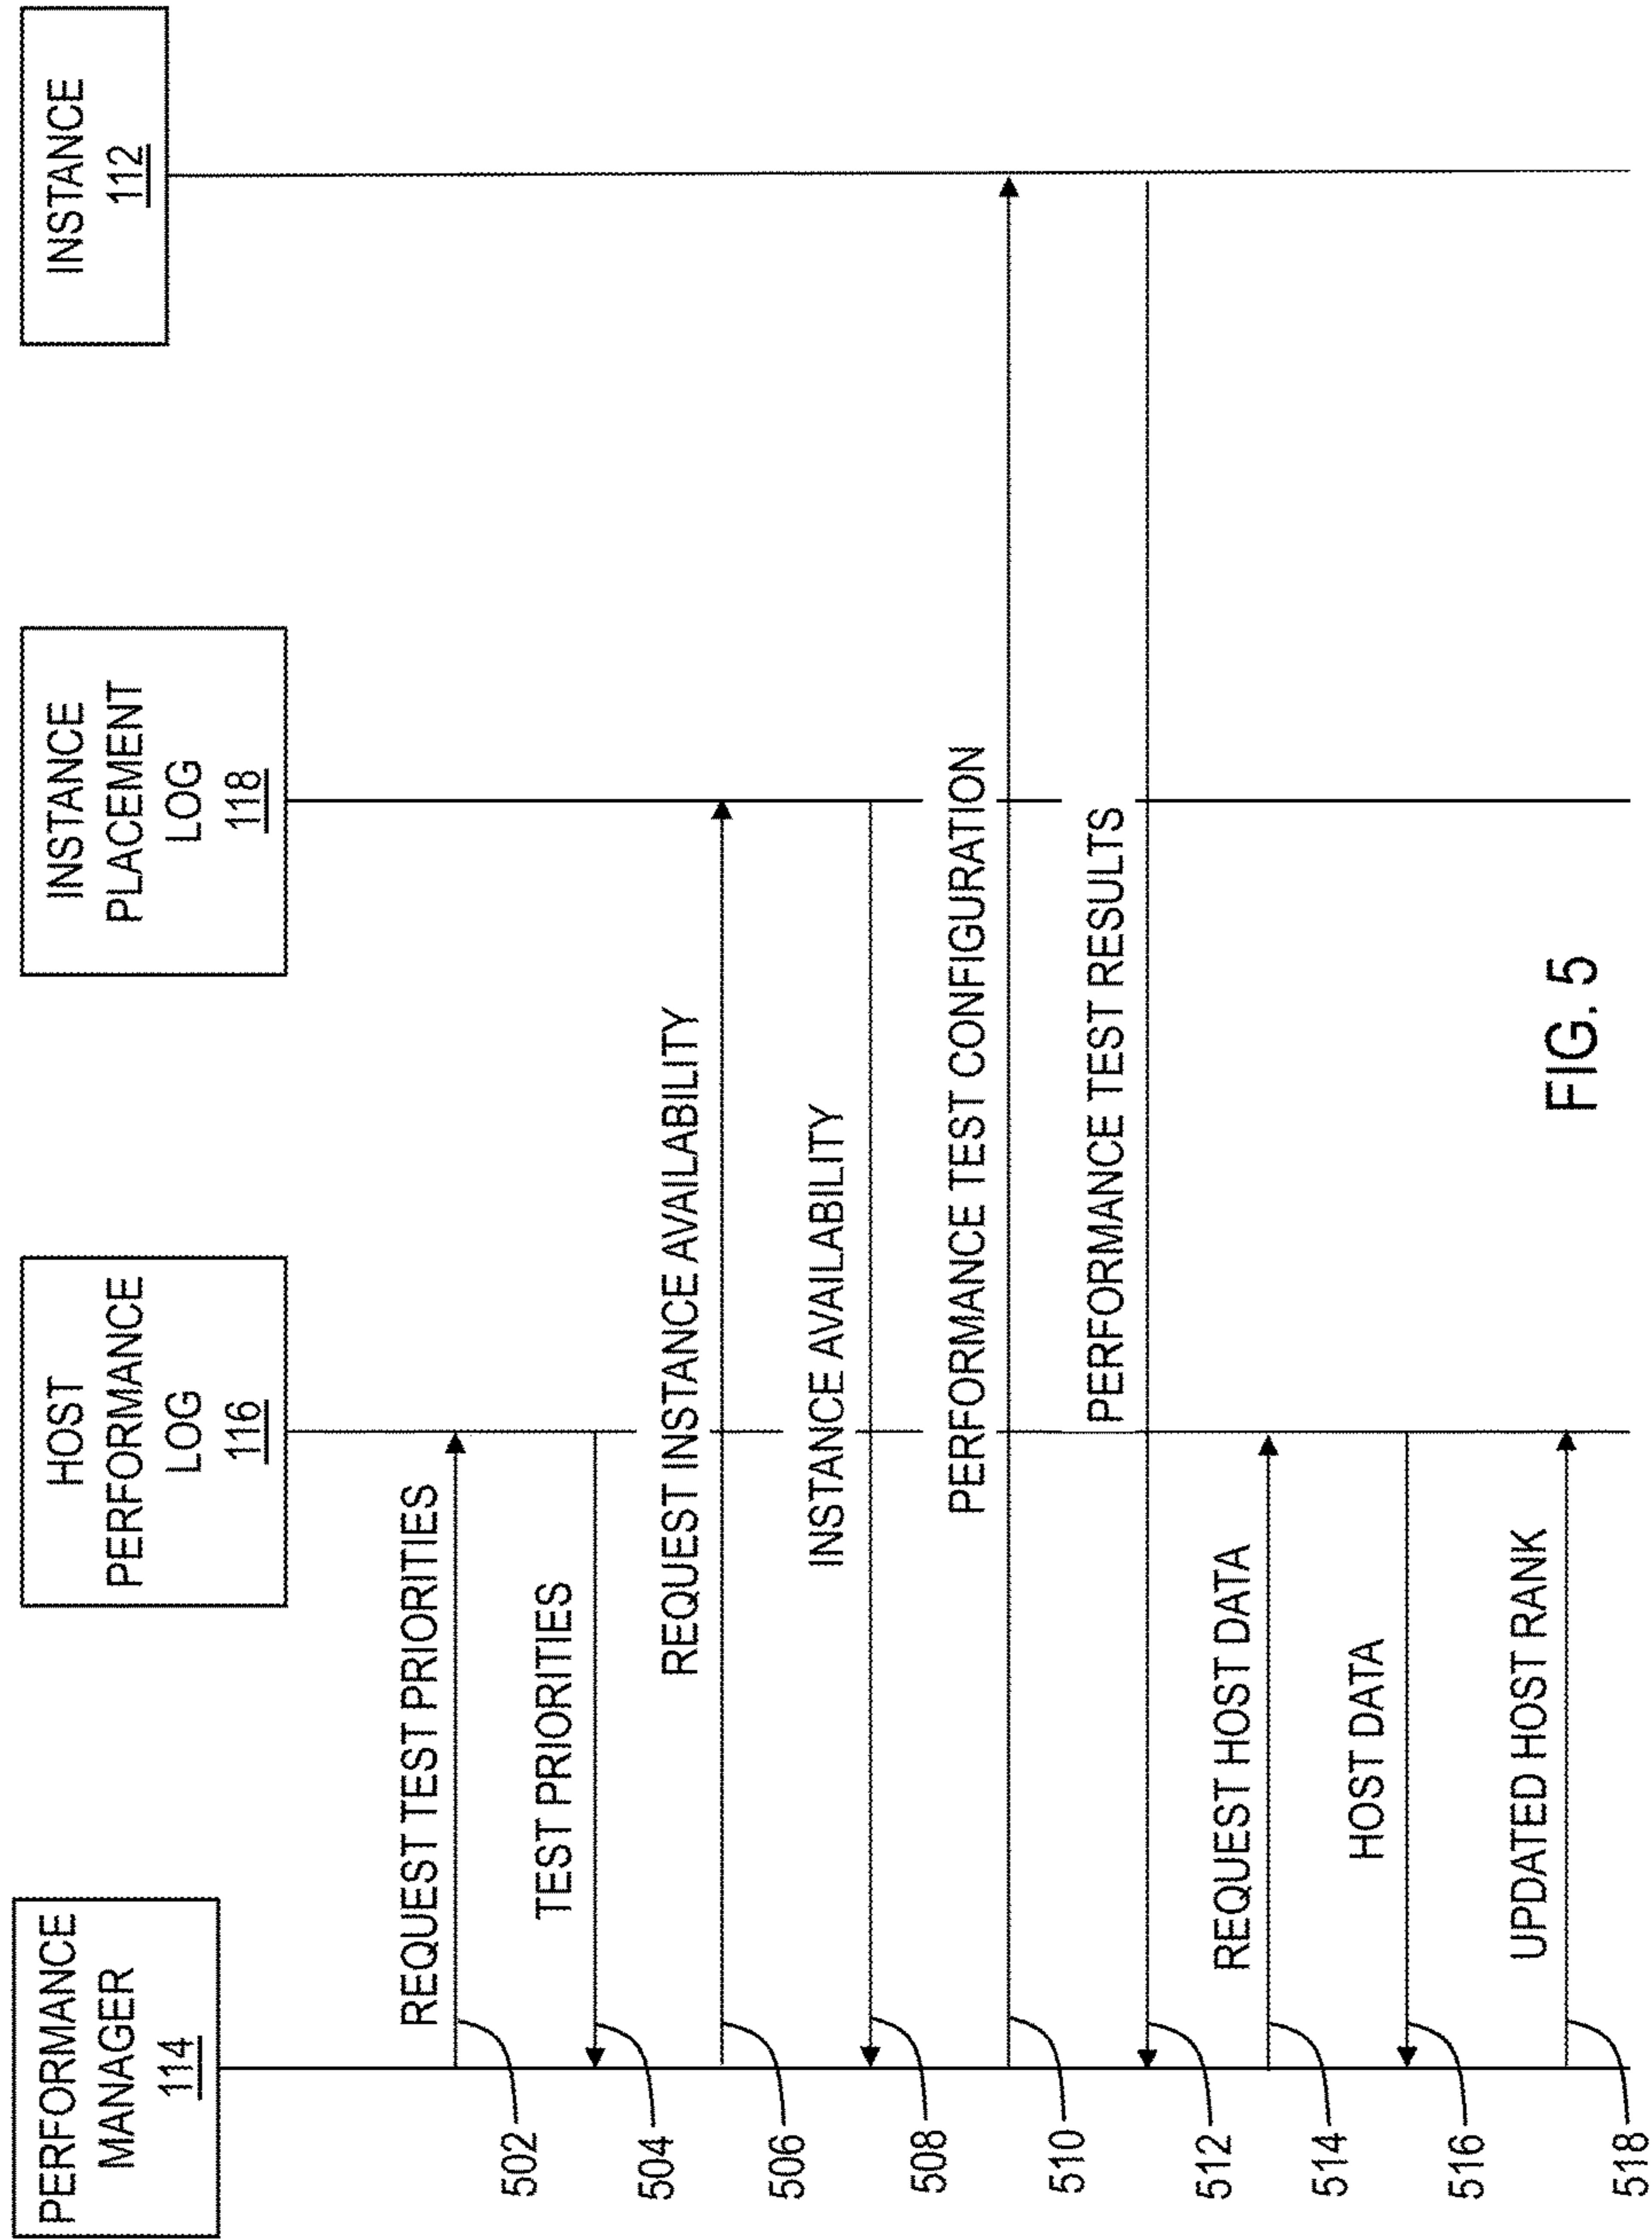 PERFORMANCE
MANAGER
114
HOST
PERFORMANCE
LOG
116
INSTANCE
PLACEMENT
LOG
118
INSTANCE
112
REQUEST TEST PRIORITIES
502
TEST PRIORITIES
504
REQUEST INSTANCE AVAILABILITY
506
INSTANCE AVAILABILITY
508
PERFORMANCE TEST CONFIGURATION
510
PERFORMANCE TEST RESULTS
512
REQUEST HOST DATA
514
HOST DATA
516
UPDATED HOST RANK
518
FIG. 5